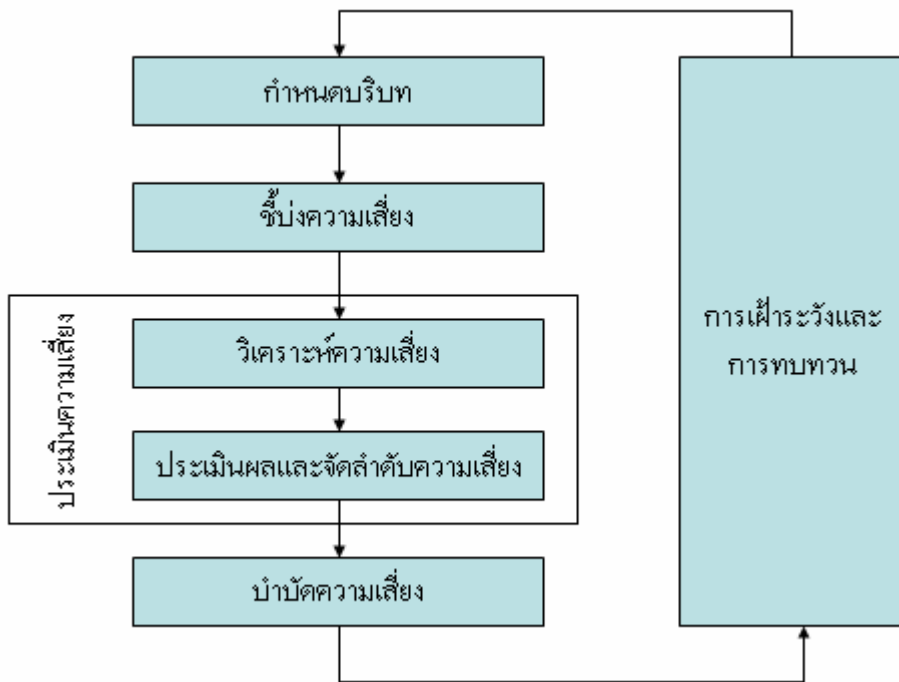 กำหนดบริบท
ชี้บ่งความเสี่ยง
ประเมินความเสี่ยง
วิเคราะห์ความเสี่ยง
ประเมินผลและจัดลำดับความเสี่ยง
บำบัดความเสี่ยง
การเฝ้าระวังและ
การทบทวน